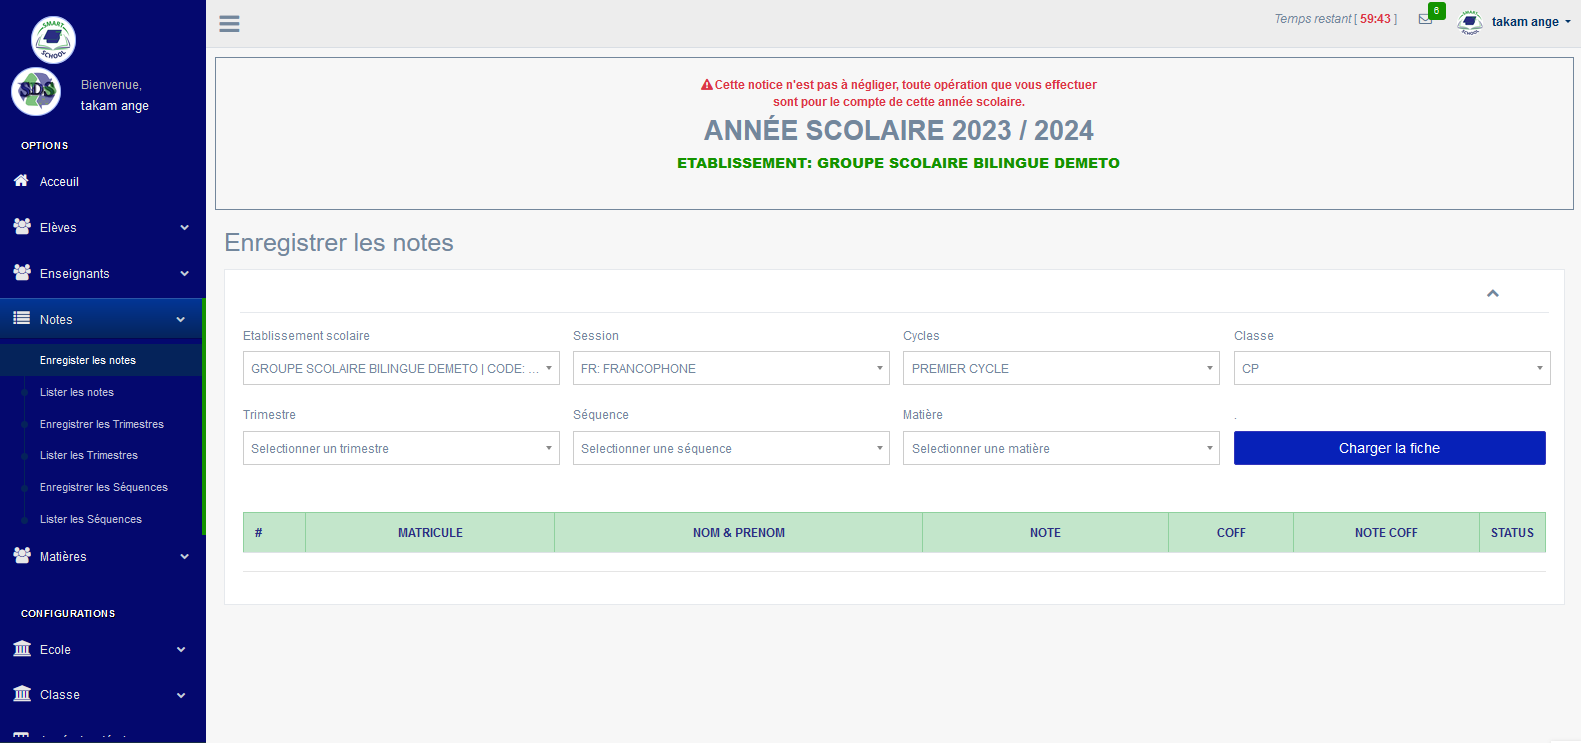 SMART
SCHOOL
SDS
Bienvenue,
takam ange
OPTIONS
Acceuil
Elèves
Enseignants
Notes
Enregister les notes
Lister les notes
Enregistrer les Trimestres
Lister les Trimestres
Enregistrer les Séquences
Lister les Séquences
Matières
CONFIGURATIONS
Ecole
Classe
Temps restant [ 59:43 ]
6
SMART
SCHOOL
takam ange
Cette notice n'est pas à négliger, toute opération que vous effectuer
sont pour le compte de cette année scolaire.
ANNÉE SCOLAIRE 2023 / 2024
ETABLISSEMENT: GROUPE SCOLAIRE BILINGUE DEMETO
Enregistrer les notes
Etablissement scolaire Session Cycles Classe
GROUPE SCOLAIRE BILINGUE DEMETO | CODE: ... FR: FRANCOPHONE PREMIER CYCLE CP
Trimestre Séquence Matière .
Selectionner un trimestre Selectionner une séquence Selectionner une matière Charger la fiche
# MATRICULE NOM & PRENOM NOTE COFF NOTE COFF STATUS